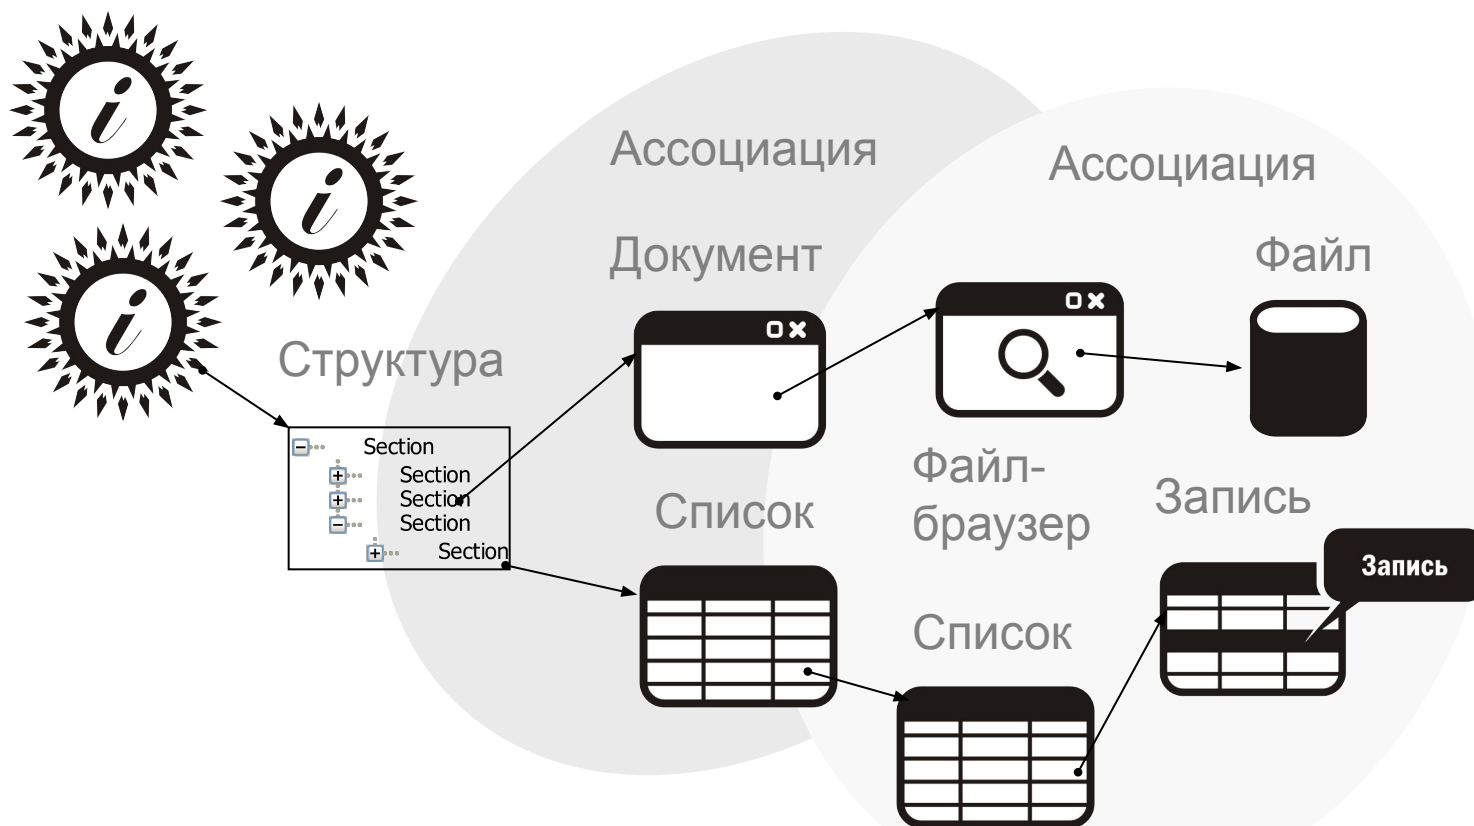 Ассоциация
Ассоциация
Документ
Файл
Структура
Section
Section
Section
Section
Section
Список
Файл-
браузер
Запись
Запись
Список